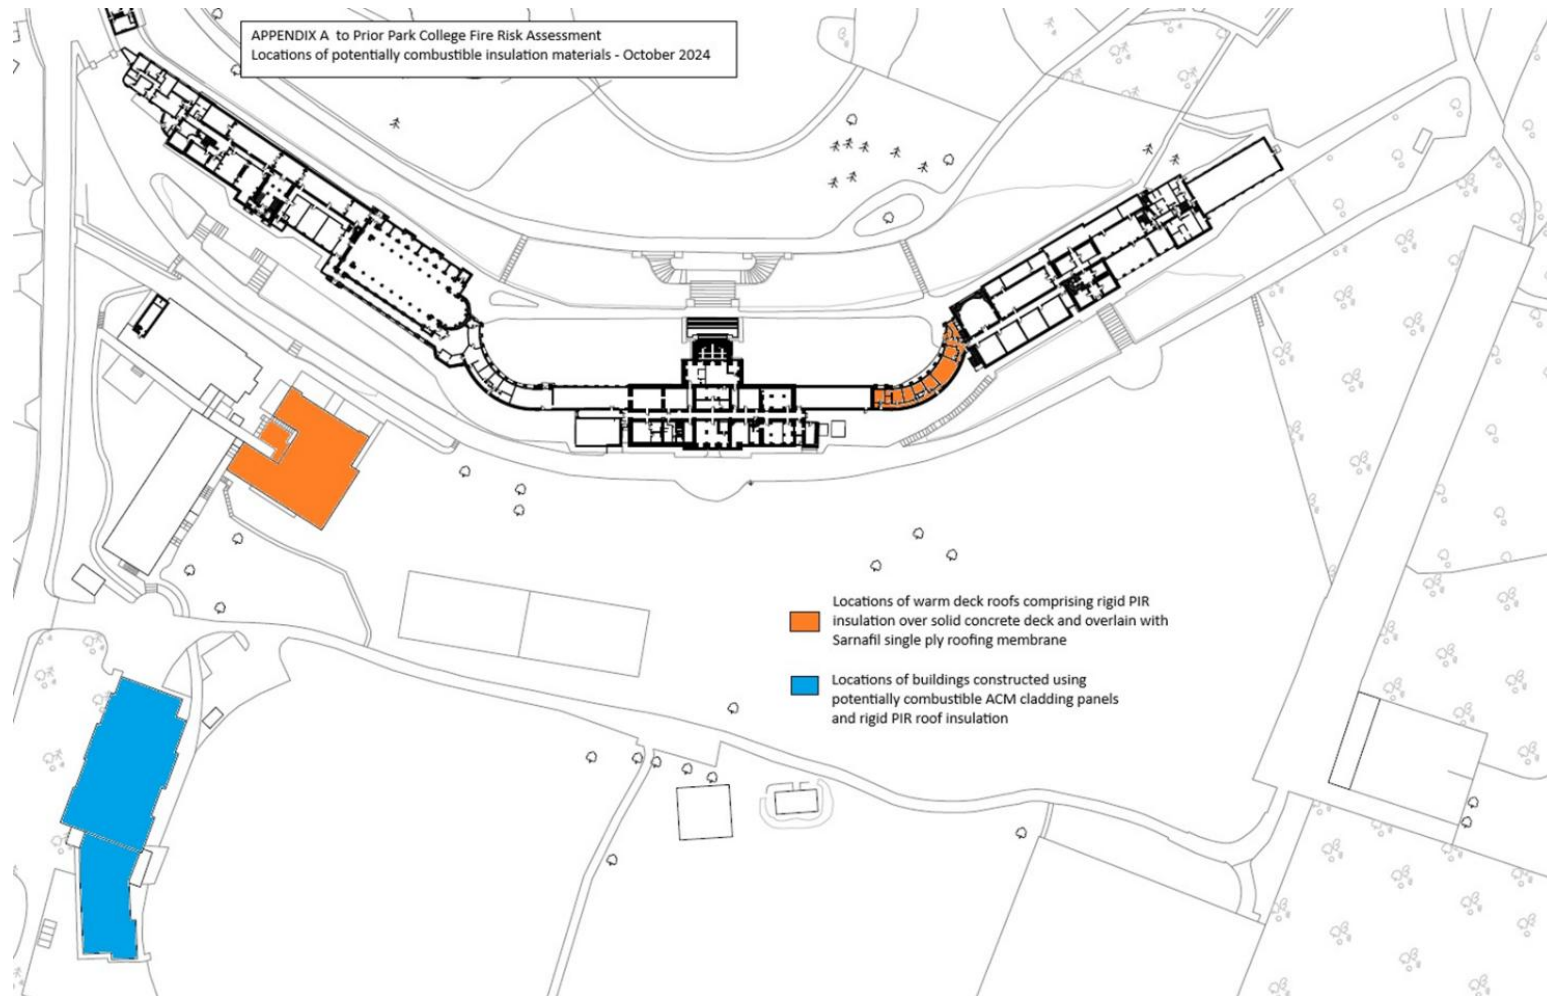 APPENDIX A  to Prior Park College Fire Risk Assessment
Locations of potentially combustible insulation materials - October 2024
Locations of warm deck roofs comprising rigid PIR
insulation over solid concrete deck and overlain with
Sarnafil single ply roofing membrane
Locations of buildings constructed using
potentially combustible ACM cladding panels
and rigid PIR roof insulation